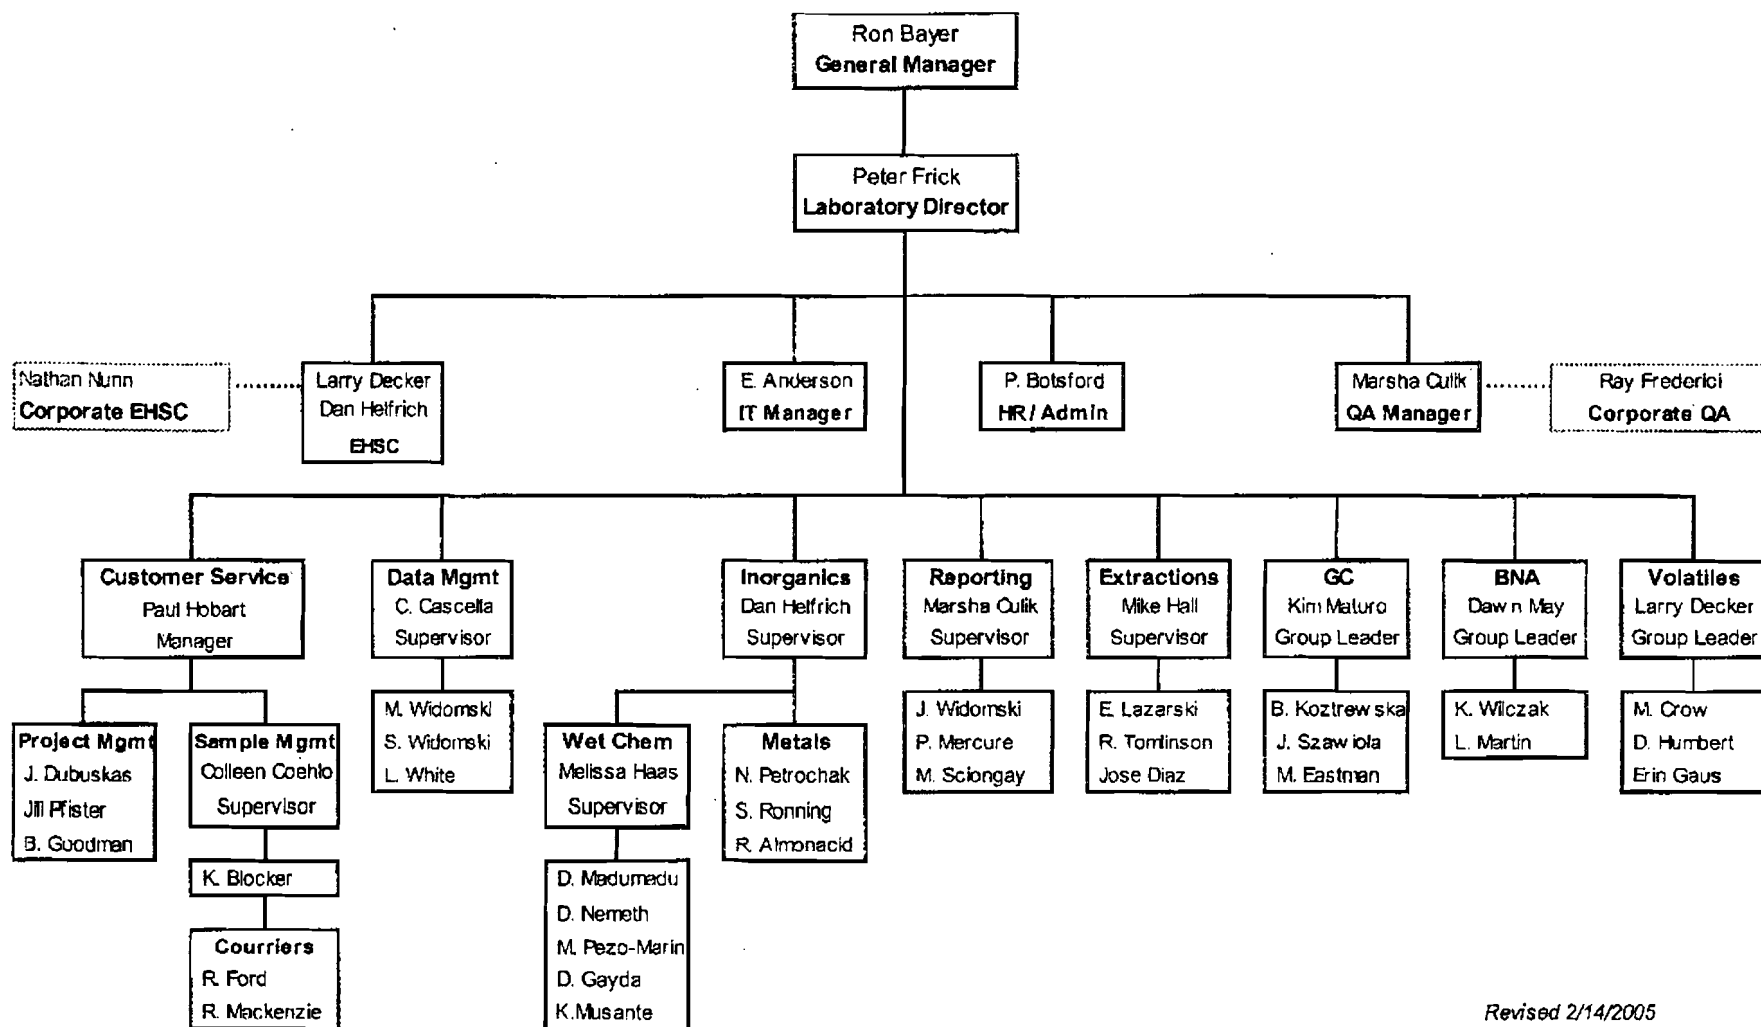 Ron Bayer
General Manager
Peter Frick
Laboratory Director
Nathan Nunn
Corporate EHSC
Larry Decker
Dan Helfrich
EHSC
E. Anderson
IT Manager
P. Botsford
HR / Admin
Marsha Culik
QA Manager
Ray Frederici
Corporate QA
Customer Service
Paul Hobart
Manager
Data Mgmt
C. Cascella
Supervisor
Inorganics
Dan Helfrich
Supervisor
Reporting
Marsha Culik
Supervisor
Extractions
Mike Hall
Supervisor
GC
Kim Maturo
Group Leader
BNA
Dawn May
Group Leader
Volatiles
Larry Decker
Group Leader
Project Mgmt
J. Dubuskas
Jill Pfister
B. Goodman
Sample Mgmt
Colleen Coehlo
Supervisor
K. Blocker
Courriers
R. Ford
R. Mackenzie
M. Widomski
S. Widomski
L. White
Wet Chem
Melissa Haas
Supervisor
D. Madumadu
D. Nemeth
M. Pezo-Marin
D. Gayda
K.Musante
Metals
N. Petrochak
S. Ronning
R. Almonacid
J. Widomski
P. Mercure
M. Sciongay
E. Lazarski
R. Tomlinson
Jose Diaz
B. Koztrewska
J. Szawiola
M. Eastman
K. Wilczak
L. Martin
M. Crow
D. Humbert
Erin Gaus
Revised 2/14/2005